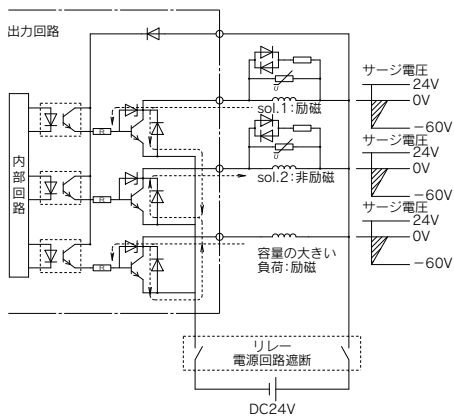 出力回路
内部回路
R
R
R
sol.1:励磁
sol.2:非励磁
容量の大きい
負荷:励磁
サージ電圧
24V
0V
-60V
サージ電圧
24V
0V
-60V
サージ電圧
24V
0V
-60V
リレー
電源回路遮断
DC24V